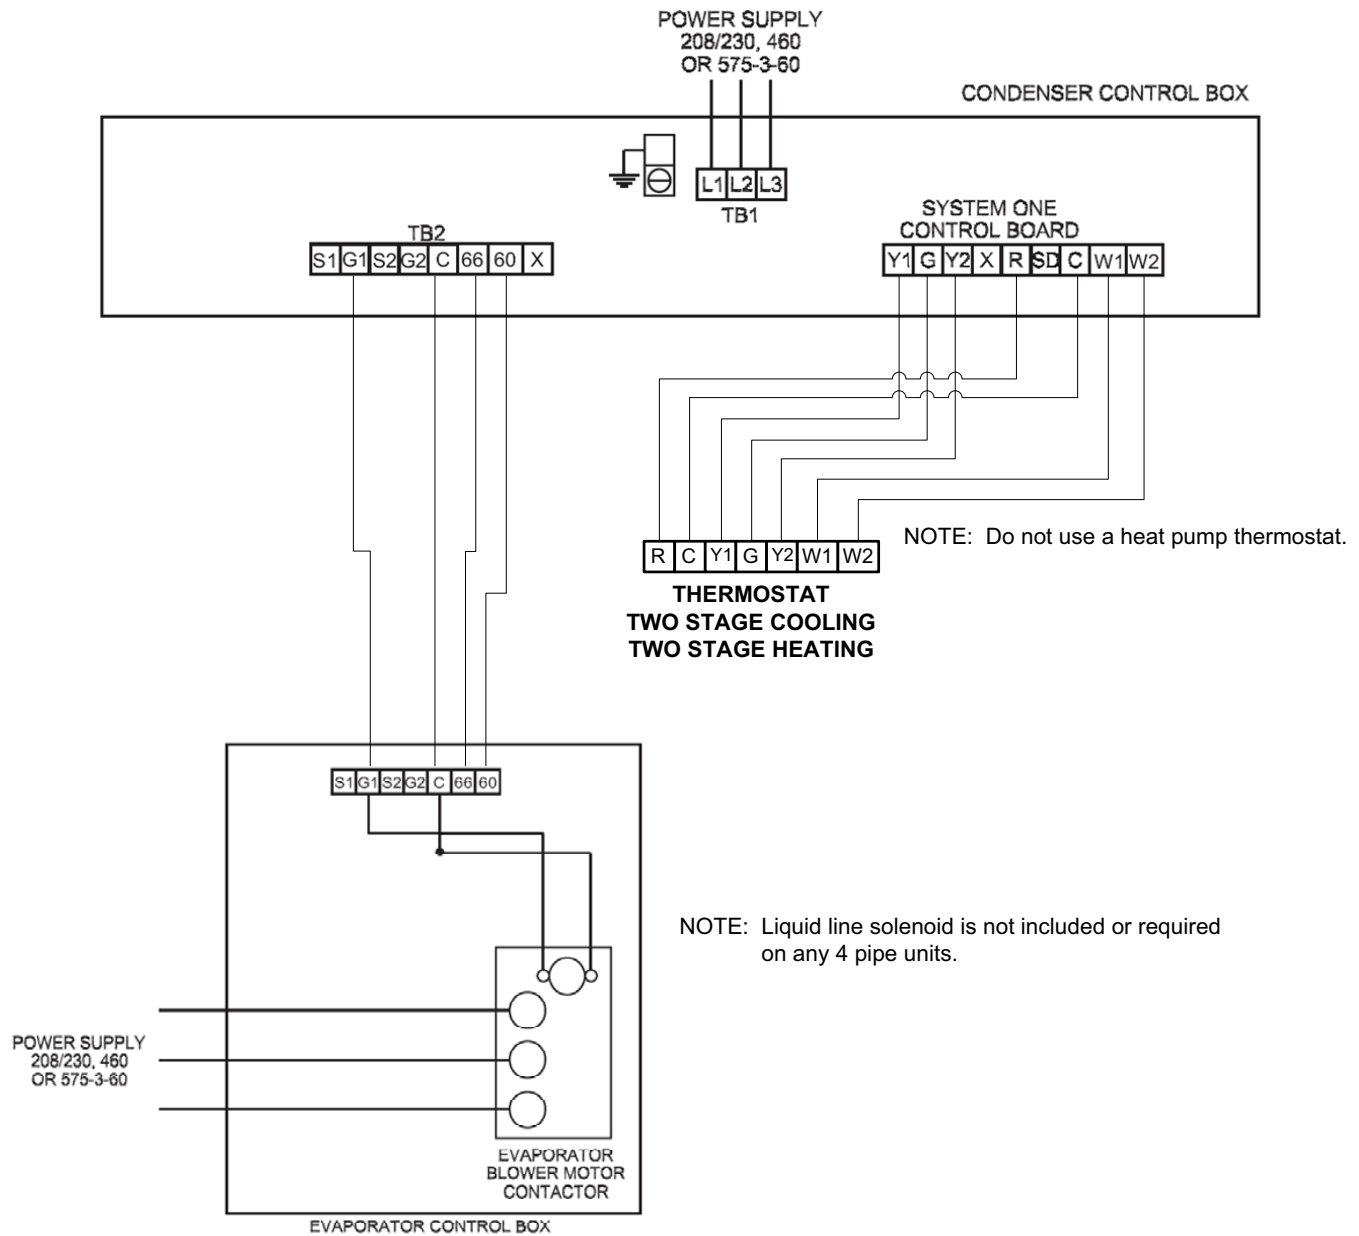 POWER SUPPLY
208/230, 460
OR 575-3-60
CONDENSER CONTROL BOX
L1 L2 L3
TB1
SYSTEM ONE
CONTROL BOARD
TB2
S1 G1 S2 G2 C 66 60 X
Y1 G Y2 X R SD C W1 W2
NOTE: Do not use a heat pump thermostat.
R C Y1 G Y2 W1 W2
THERMOSTAT
TWO STAGE COOLING
TWO STAGE HEATING
S1 G1 S2 G2 C 66 60
NOTE: Liquid line solenoid is not included or required
on any 4 pipe units.
POWER SUPPLY
208/230, 460
OR 575-3-60
EVAPORATOR
BLOWER MOTOR
CONTACTOR
EVAPORATOR CONTROL BOX